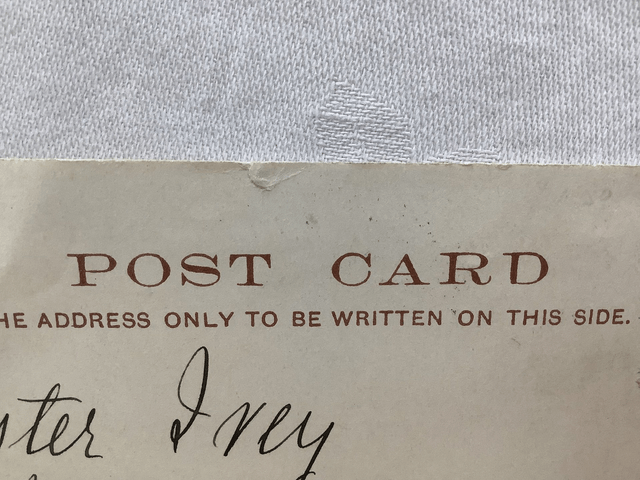 POST CARD
HE ADDRESS ONLY TO BE WRITTEN ON THIS SIDE.
ster Ivey